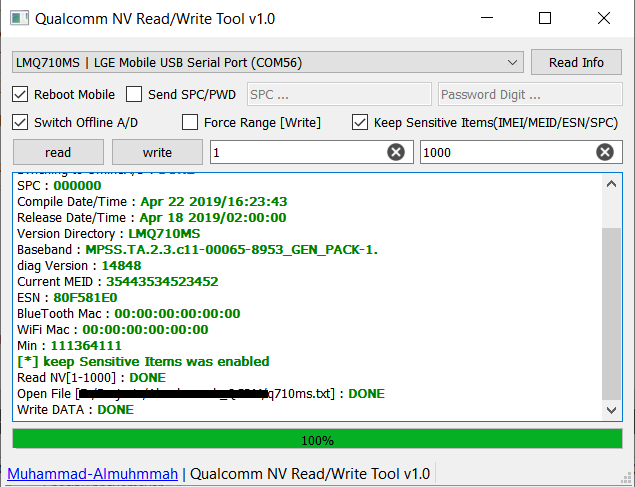 Qualcomm NV Read/Write Tool v1.0
LMQ710MS | LGE Mobile USB Serial Port (COM56)
Read Info
Reboot Mobile
Send SPC/PWD
SPC ...
Password Digit ...
Switch Offline A/D
Force Range [Write]
Keep Sensitive Items(IMEI/MEID/ESN/SPC)
read
write
1
1000
SPC : 000000
Compile Date/Time : Apr 22 2019/16:23:43
Release Date/Time : Apr 18 2019/02:00:00
Version Directory : LMQ710MS
Baseband : MPSS.TA.2.3.c11-00065-8953_GEN_PACK-1.
diag Version : 14848
Current MEID : 35443534523452
ESN : 80F581E0
BlueTooth Mac : 00:00:00:00:00:00
WiFi Mac : 00:00:00:00:00
Min : 111364111
[*] keep Sensitive Items was enabled
Read NV[1-1000] : DONE
Open File [ q710ms.txt] : DONE
Write DATA : DONE
100%
Muhammad-Almuhmmah | Qualcomm NV Read/Write Tool v1.0